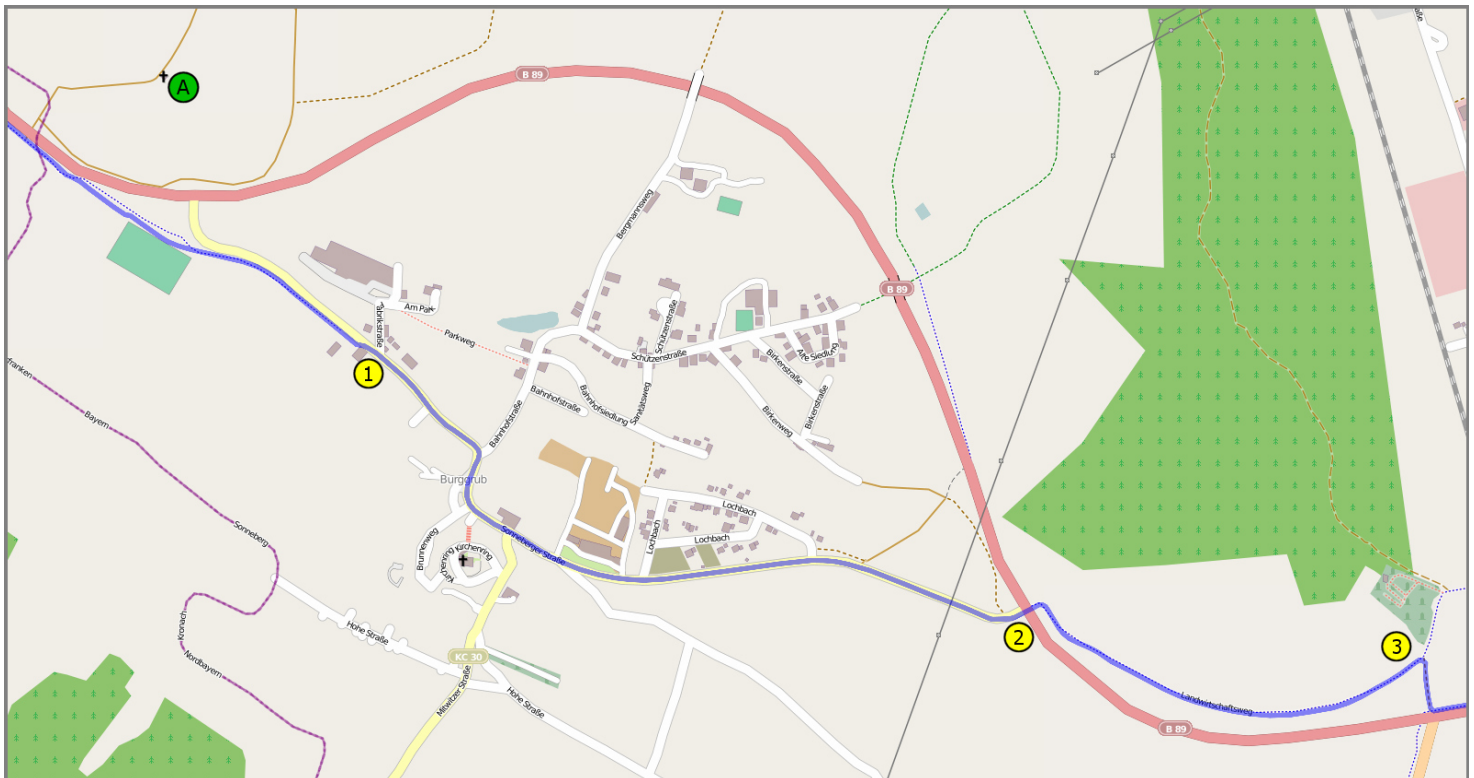 A
B 89
Bergmannsweg
B 89
Am Park
Fabrikstraße
Parkweg
Schützenstraße
Schützenstraße
Alte Siedlung
Birkenstraße
1
Bahnhofstraße
Bahnhofsiedlung
Sanitätsweg
Birkenstraße
Birkenweg
Bahnhofstraße
franken
Bayern
Burggrub
Lochbach
Lochbach
Lochbach
Sonneberger Straße
Sonneberg
Brunnenweg
Kirchenring
Kirchenring
Hohe Straße
Kronach
Nordbayern
KC 30
Mitwitzer Straße
Hohe Straße
2
3
Landwirtschaftsweg
B 89